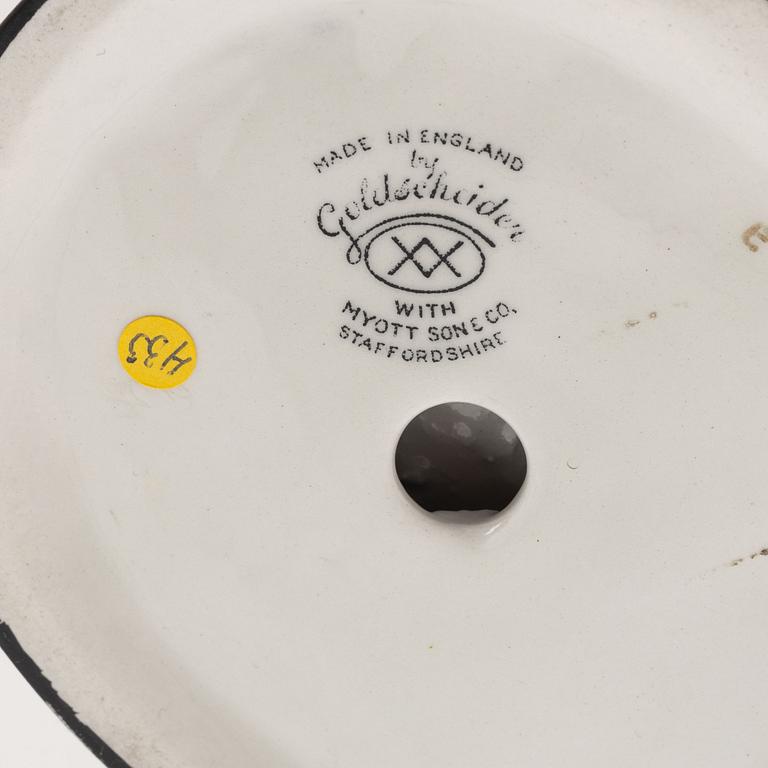 MADE IN ENGLAND
by
Goldscheider
WITH
MYOTT SON & CO.
STAFFORDSHIRE
433